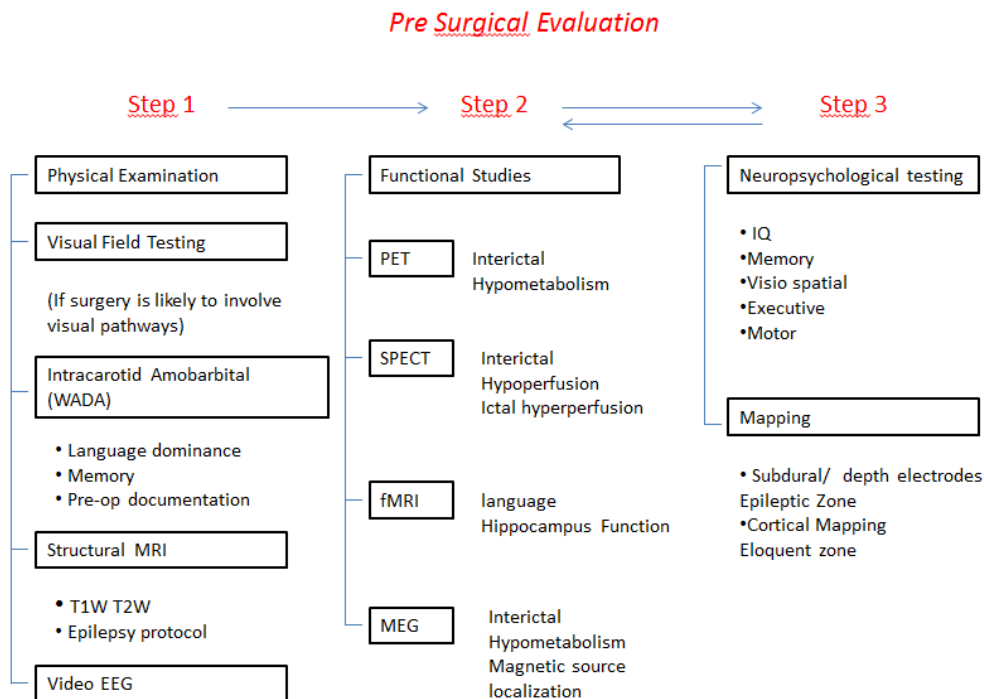 Pre Surgical Evaluation
Step 1
Step 2
Step 3
Physical Examination
Visual Field Testing
(If surgery is likely to involve
visual pathways)
Intracarotid Amobarbital
(WADA)
• Language dominance
• Memory
• Pre-op documentation
Structural MRI
• T1W T2W
• Epilepsy protocol
Video EEG
Functional Studies
PET
Interictal
Hypometabolism
SPECT
Interictal
Hypoperfusion
Ictal hyperperfusion
fMRI
language
Hippocampus Function
MEG
Interictal
Hypometabolism
Magnetic source
localization
Neuropsychological testing
• IQ
•Memory
•Visio spatial
•Executive
•Motor
Mapping
• Subdural/ depth electrodes
Epileptic Zone
•Cortical Mapping
Eloquent zone